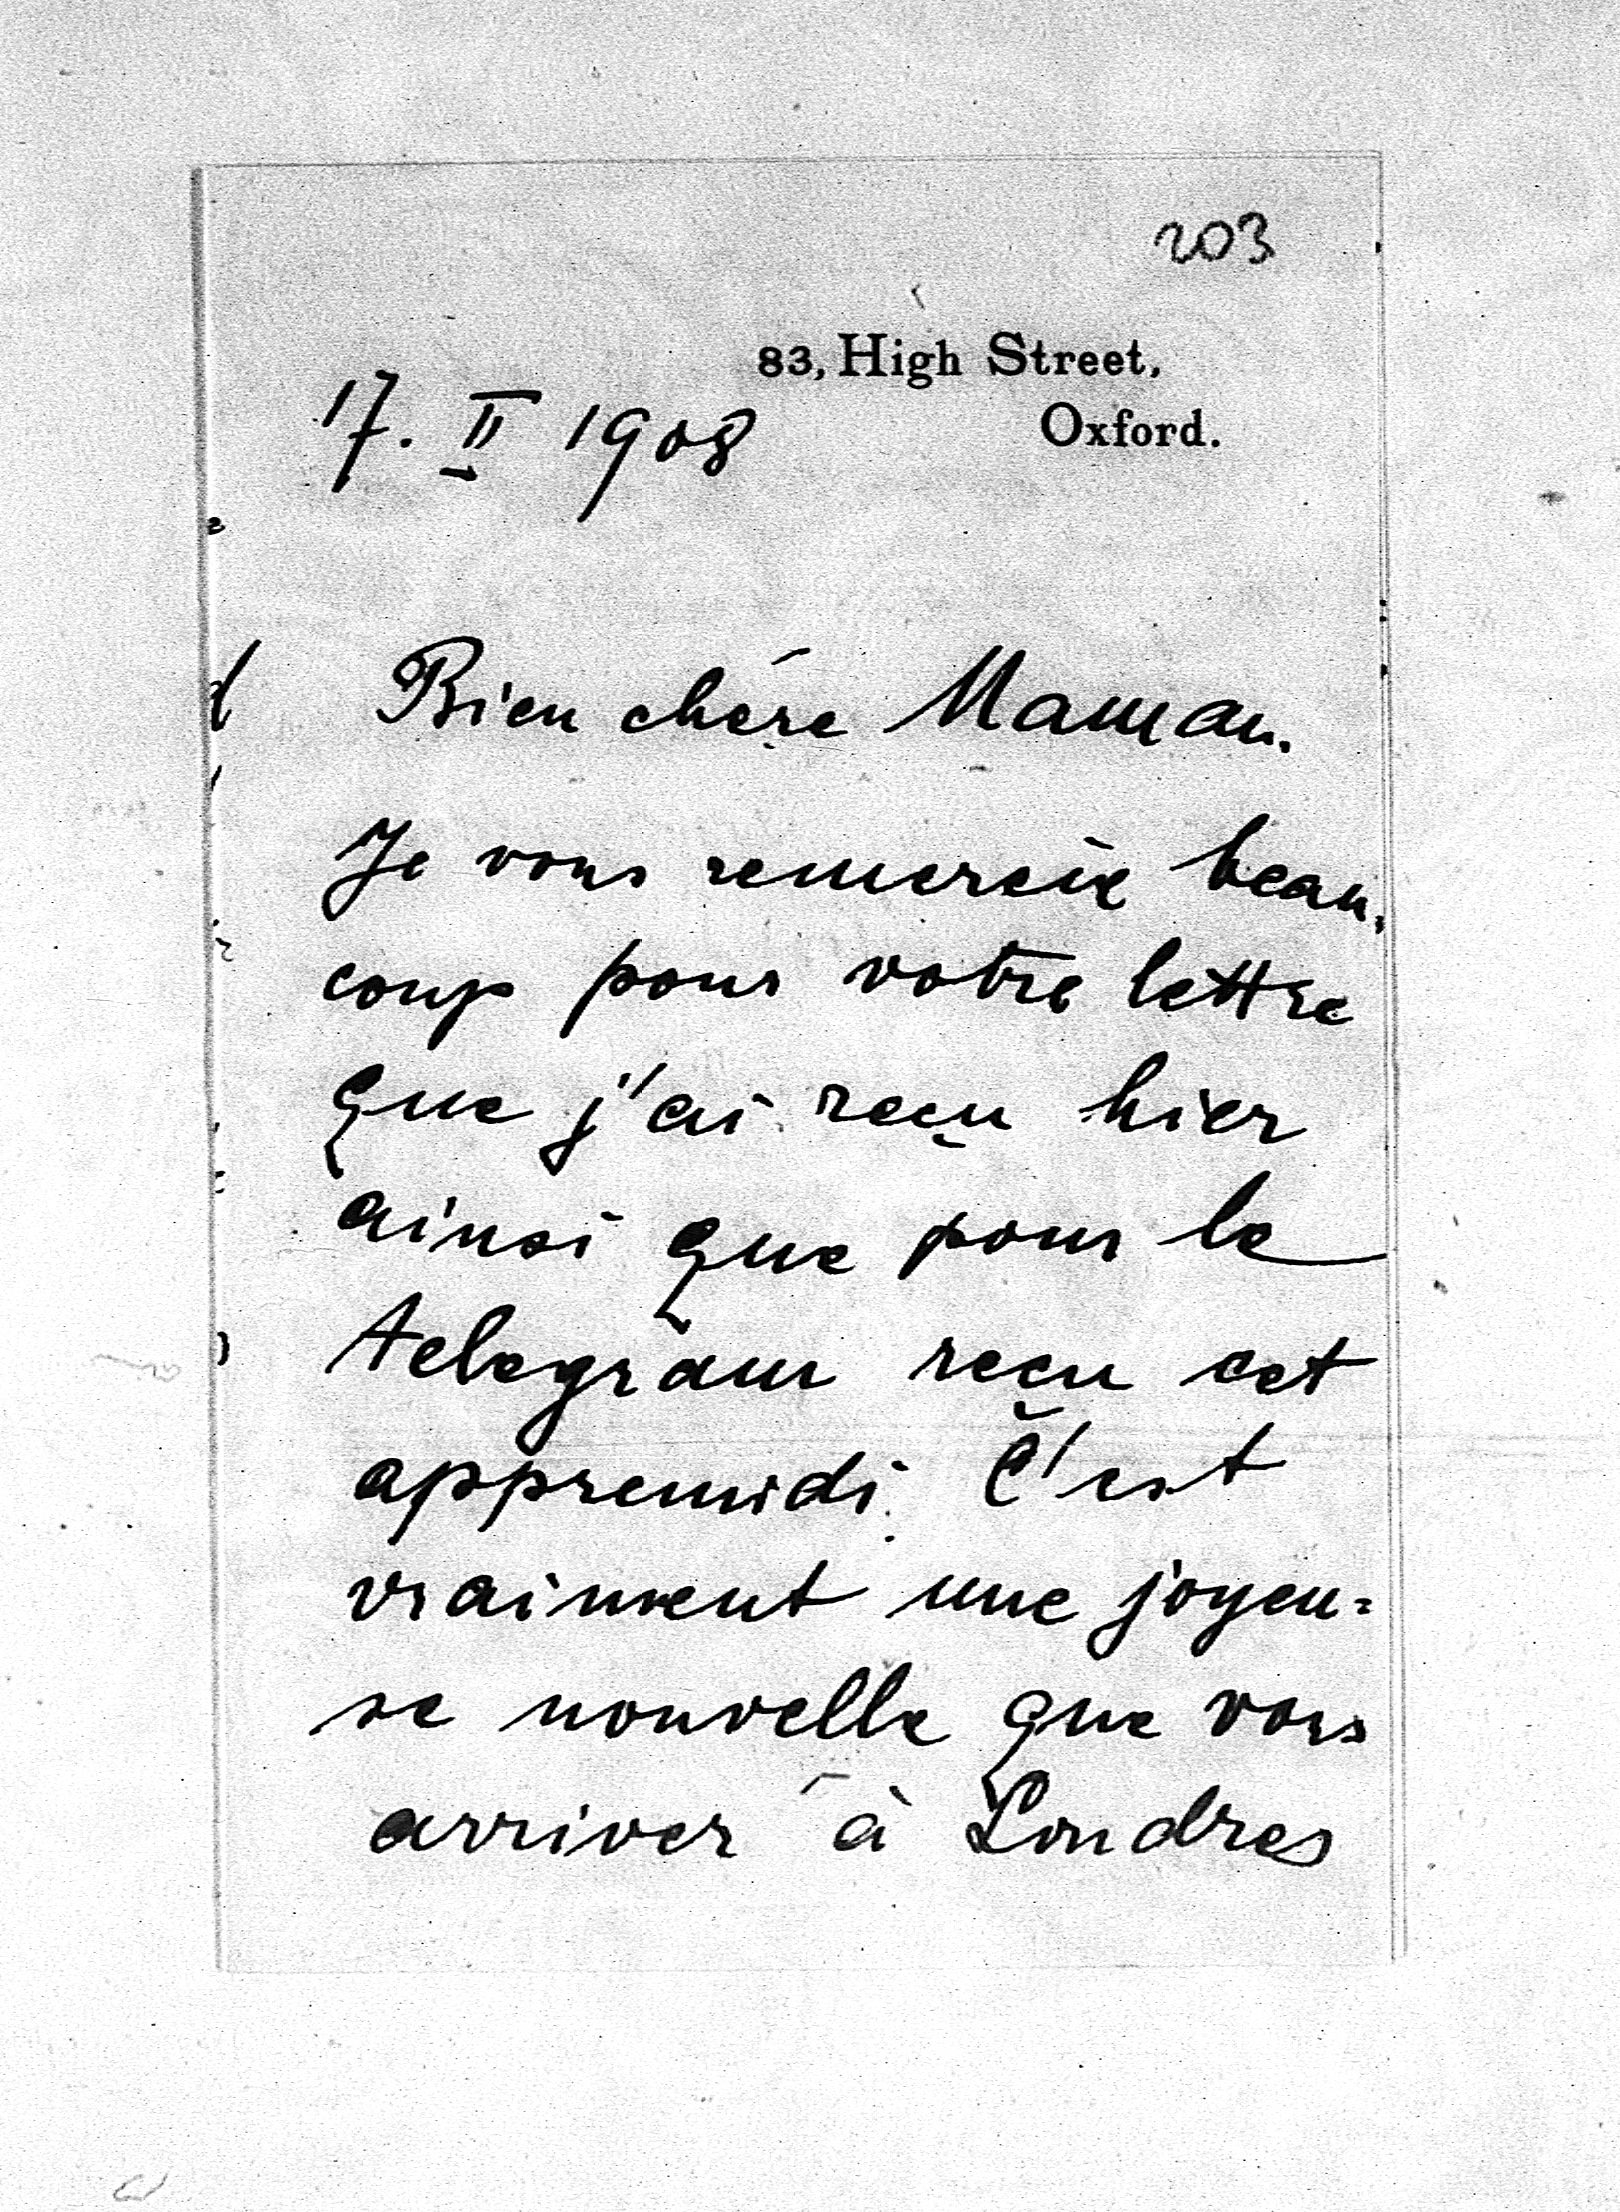 203
83, High Street,
Oxford.
17. II 1908
Bien chère Maman.
Je vous remercie beau-
coup pour votre lettre
que j'ai reçu hier
ainsi que pour le
telegram reçu cet
appremidi. C'est
vraiment une joyeu=
se nouvelle que vous
arriver à Londres